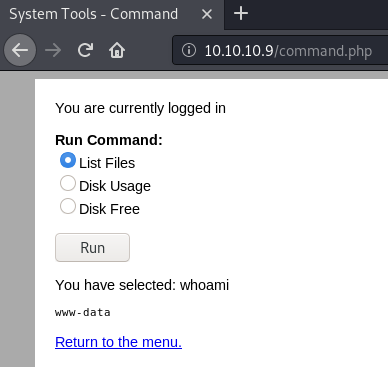 System Tools - Command
10.10.10.9/command.php
You are currently logged in
Run Command:
List Files
Disk Usage
Disk Free
Run
You have selected: whoami
www-data
Return to the menu.